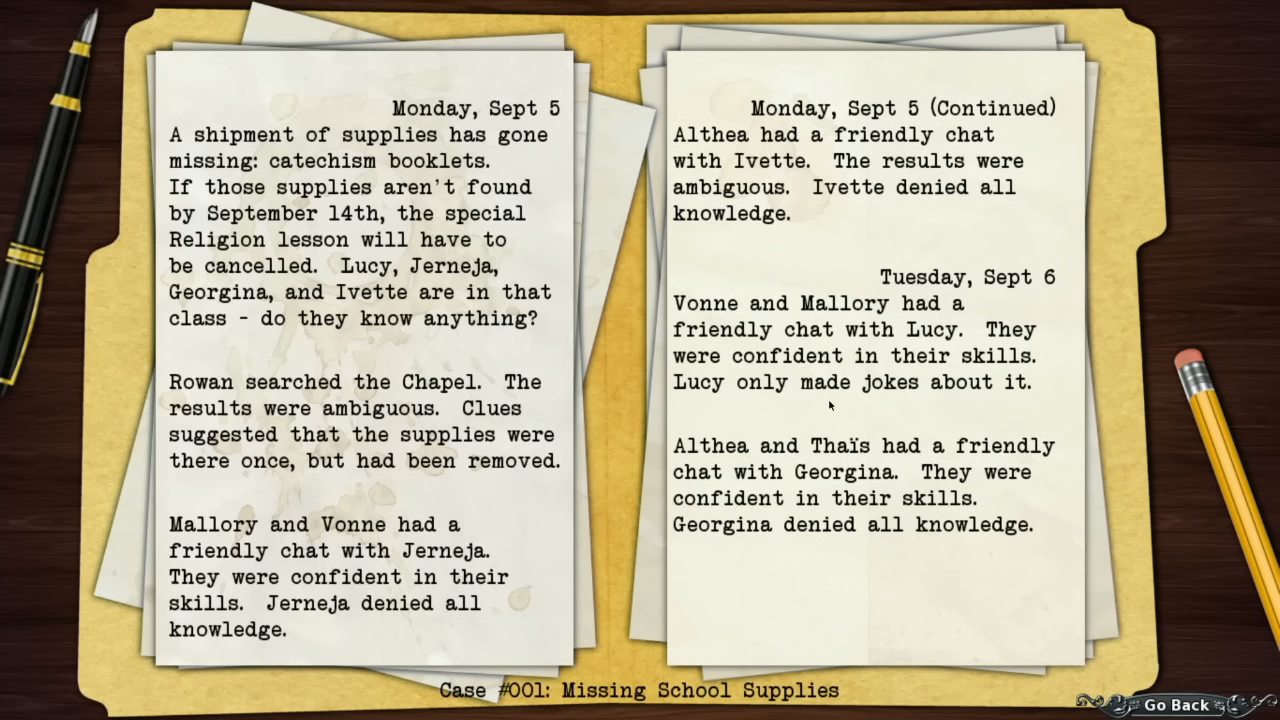 Monday, Sept 5
A shipment of supplies has gone
missing: catechism booklets.
If those supplies aren't found
by September 14th, the special
Religion lesson will have to
be cancelled.  Lucy, Jerneja,
Georgina, and Ivette are in that
class - do they know anything?
Rowan searched the Chapel.  The
results were ambiguous.  Clues
suggested that the supplies were
there once, but had been removed.
Mallory and Vonne had a
friendly chat with Jerneja.
They were confident in their
skills.  Jerneja denied all
knowledge.
Monday, Sept 5 (Continued)
Althea had a friendly chat
with Ivette.  The results were
ambiguous.  Ivette denied all
knowledge.
Tuesday, Sept 6
Vonne and Mallory had a
friendly chat with Lucy.  They
were confident in their skills.
Lucy only made jokes about it.
Althea and Thaïs had a friendly
chat with Georgina.  They were
confident in their skills.
Georgina denied all knowledge.
Case #001: Missing School Supplies
Go Back